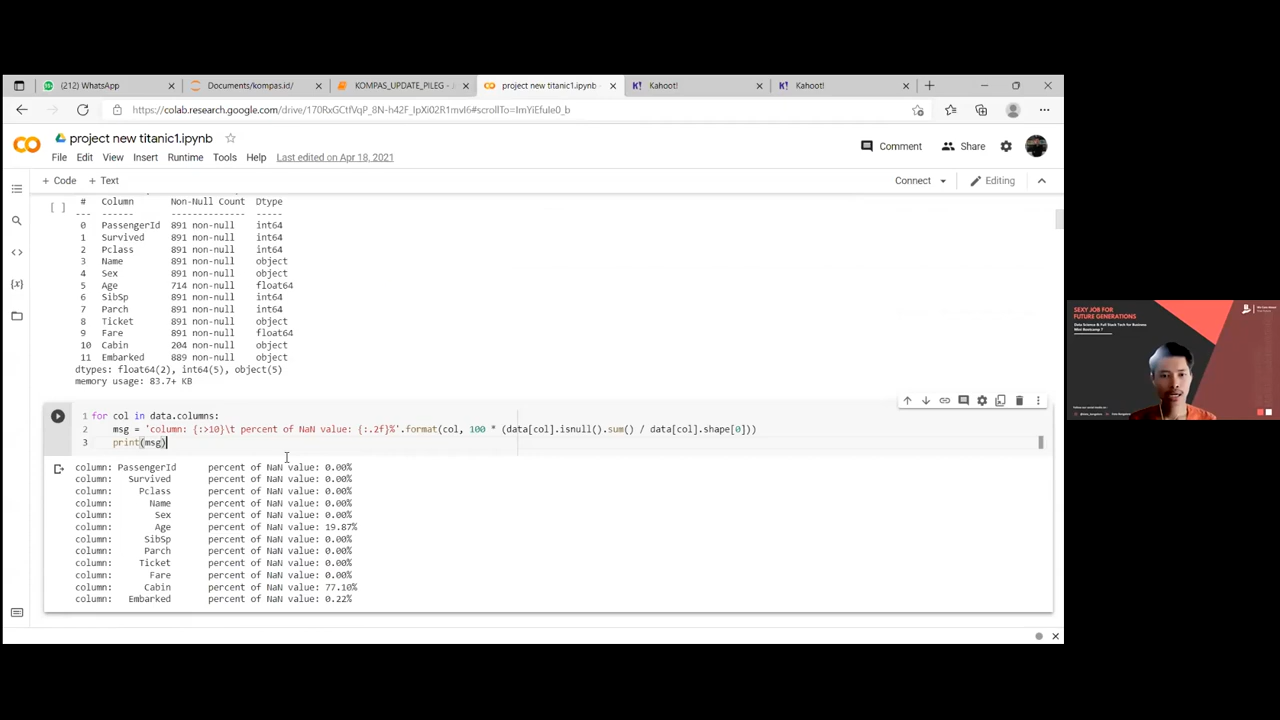 (212) WhatsApp
Documents/kompas.id/
KOMPAS_UPDATE_PILEG -
project new titanic1.ipynb
Kahoot!
Kahoot!
https://colab.research.google.com/drive/170RxGCtfVqP_8N-h42F_IpXi02R1mvI6#scrollTo=ImYiEfuIe0_b
project new titanic1.ipynb
Comment
Share
File Edit View Insert Runtime Tools Help Last edited on Apr 18, 2021
+ Code + Text
Connect
Editing
[ ]
# Column Non-Null Count Dtype
--- ------ -------------- -----
0 PassengerId 891 non-null int64
1 Survived 891 non-null int64
2 Pclass 891 non-null int64
3 Name 891 non-null object
4 Sex 891 non-null object
5 Age 714 non-null float64
6 SibSp 891 non-null int64
7 Parch 891 non-null int64
8 Ticket 891 non-null object
9 Fare 891 non-null float64
10 Cabin 204 non-null object
11 Embarked 889 non-null object
dtypes: float64(2), int64(5), object(5)
memory usage: 83.7+ KB
1 for col in data.columns:
2 msg = 'column: {:>10}\t percent of NaN value: {:.2f}%'.format(col, 100 * (data[col].isnull().sum() / data[col].shape[0]))
3 print(msg)
column: PassengerId percent of NaN value: 0.00%
column: Survived percent of NaN value: 0.00%
column: Pclass percent of NaN value: 0.00%
column: Name percent of NaN value: 0.00%
column: Sex percent of NaN value: 0.00%
column: Age percent of NaN value: 19.87%
column: SibSp percent of NaN value: 0.00%
column: Parch percent of NaN value: 0.00%
column: Ticket percent of NaN value: 0.00%
column: Fare percent of NaN value: 0.00%
column: Cabin percent of NaN value: 77.10%
column: Embarked percent of NaN value: 0.22%
SEXY JOB FOR
FUTURE GENERATIONS
Data Science & Full Stack Tech for Business
Mini Bootcamp 7